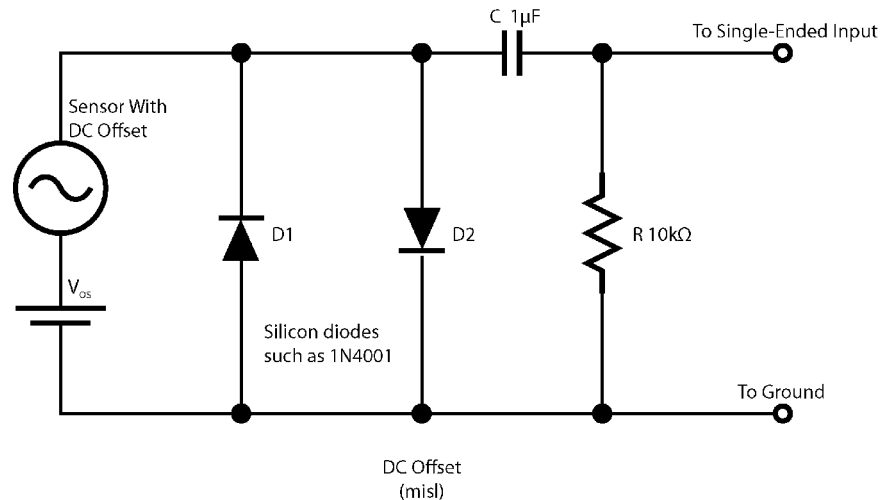 C 1µF
To Single-Ended Input
Sensor With
DC Offset
D1
D2
R 10kΩ
Vos
Silicon diodes
such as 1N4001
To Ground
DC Offset
(misl)